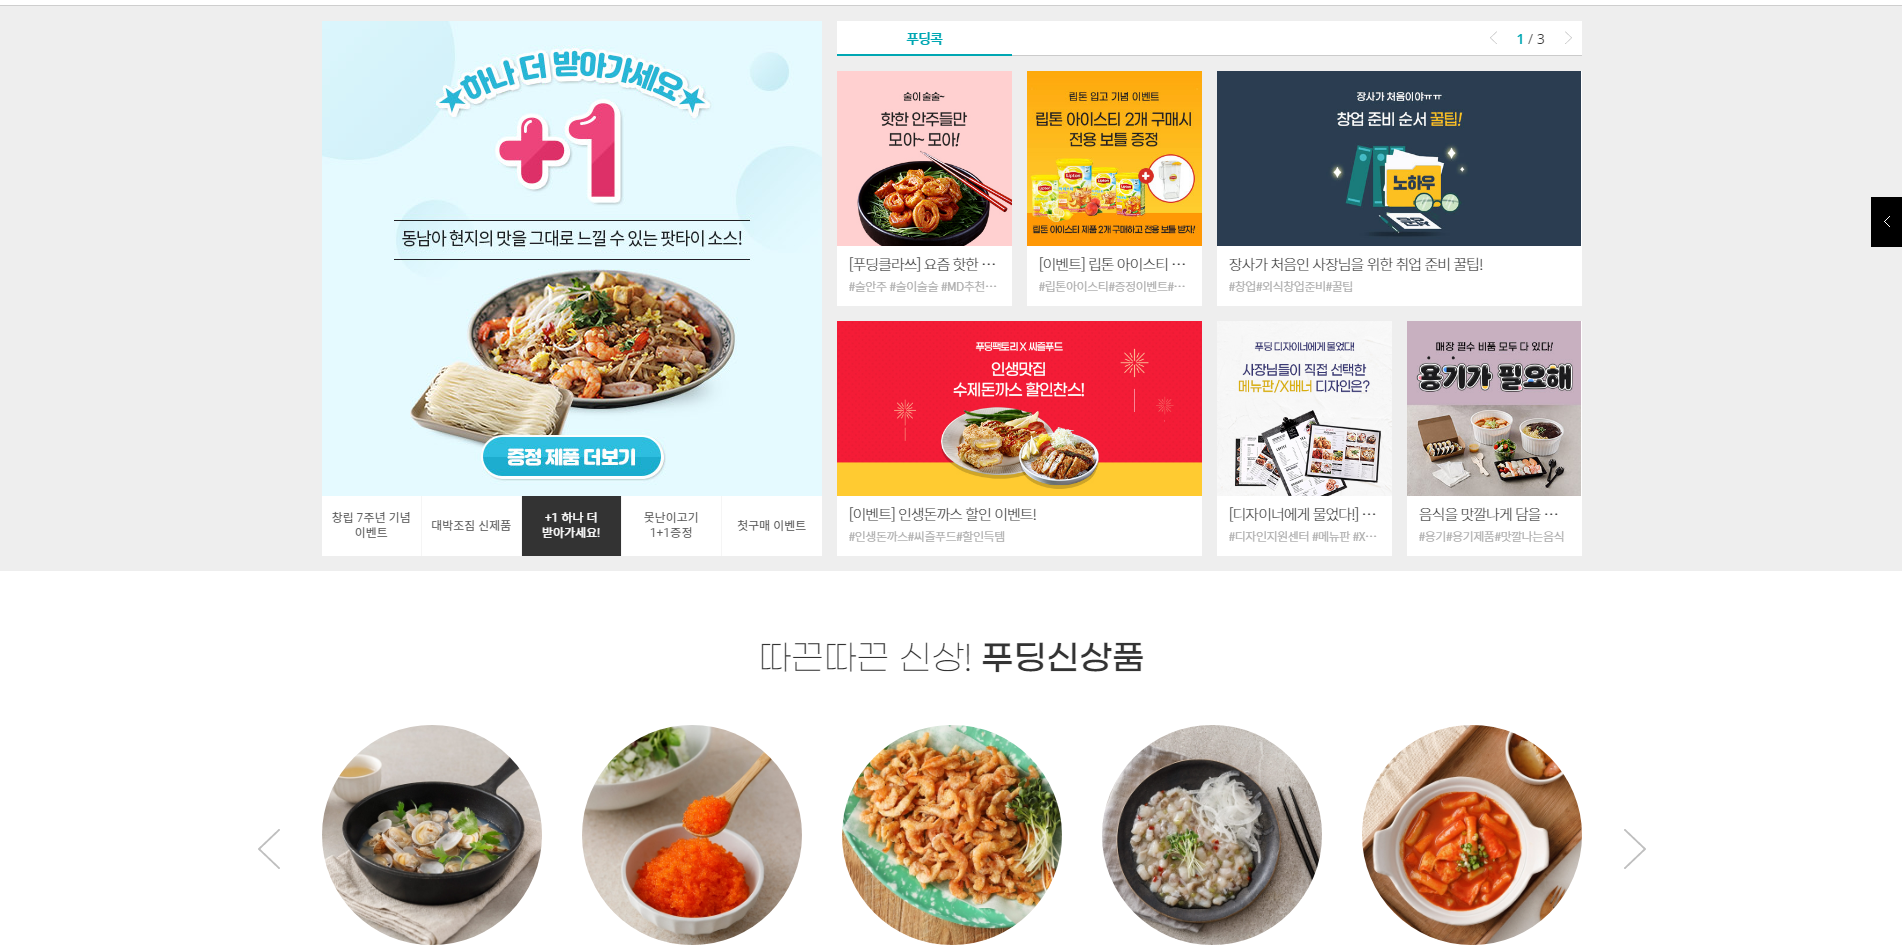 하나 더 받아가세요
+1
동남아 현지의 맛을 그대로 느낄 수 있는 팟타이 소스!
증정 제품 더보기
창립 7주년 기념
이벤트
대박조짐 신제품
+1 하나 더
받아가세요!
못난이고기
1+1증정
첫구매 이벤트
푸딩콕
1 / 3
술이술술~
핫한 안주들만
모아~ 모아!
[푸딩클라쓰] 요즘 핫한 …
#술안주 #술이술술 #MD추천…
립톤 입고 기념 이벤트
립톤 아이스티 2개 구매시
전용 보틀 증정
Lipton
Lipton
Lipton
Lipton
립톤 아이스티 제품 2개 구매하고 전용 보틀 받자!
[이벤트] 립톤 아이스티 …
#립톤아이스티#증정이벤트#…
장사가 처음이야ㅠㅠ
창업 준비 순서 꿀팁!
노하우
장사가 처음인 사장님을 위한 취업 준비 꿀팁!
#창업#외식창업준비#꿀팁
푸딩팩토리 X 씨즐푸드
인생맛집
수제돈까스 할인찬스!
[이벤트] 인생돈까스 할인 이벤트!
#인생돈까스#씨즐푸드#할인득템
푸딩 디자이너에게 물었다!
사장님들이 직접 선택한
메뉴판/X배너 디자인은?
[디자이너에게 물었다!] …
#디자인지원센터 #메뉴판 #X…
매장 필수 비품 모두 다 있다!
용기가 필요해
음식을 맛깔나게 담을 …
#용기#용기제품#맛깔나는음식
따끈따끈 신상! 푸딩신상품